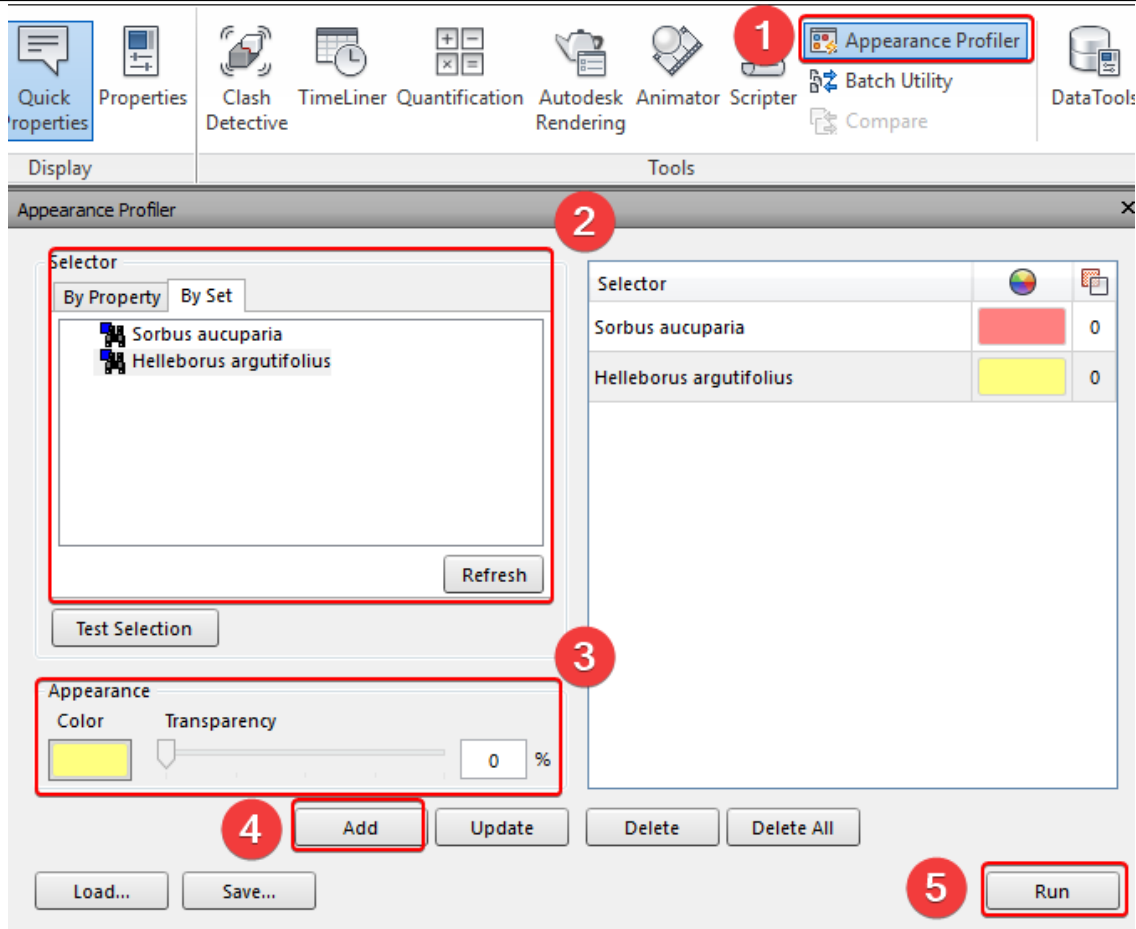 1
Appearance Profiler
Batch Utility
Compare
Quick Properties
Properties
Clash Detective
TimeLiner
Quantification
Autodesk Rendering
Animator
Scripter
DataTools
Display
Tools
Appearance Profiler
2
Selector
By Property
By Set
Sorbus aucuparia
Helleborus argutifolius
Refresh
Test Selection
Selector
Sorbus aucuparia 0
Helleborus argutifolius 0
3
Appearance
Color
Transparency
0 %
4
Add
Update
Delete
Delete All
Load...
Save...
5
Run